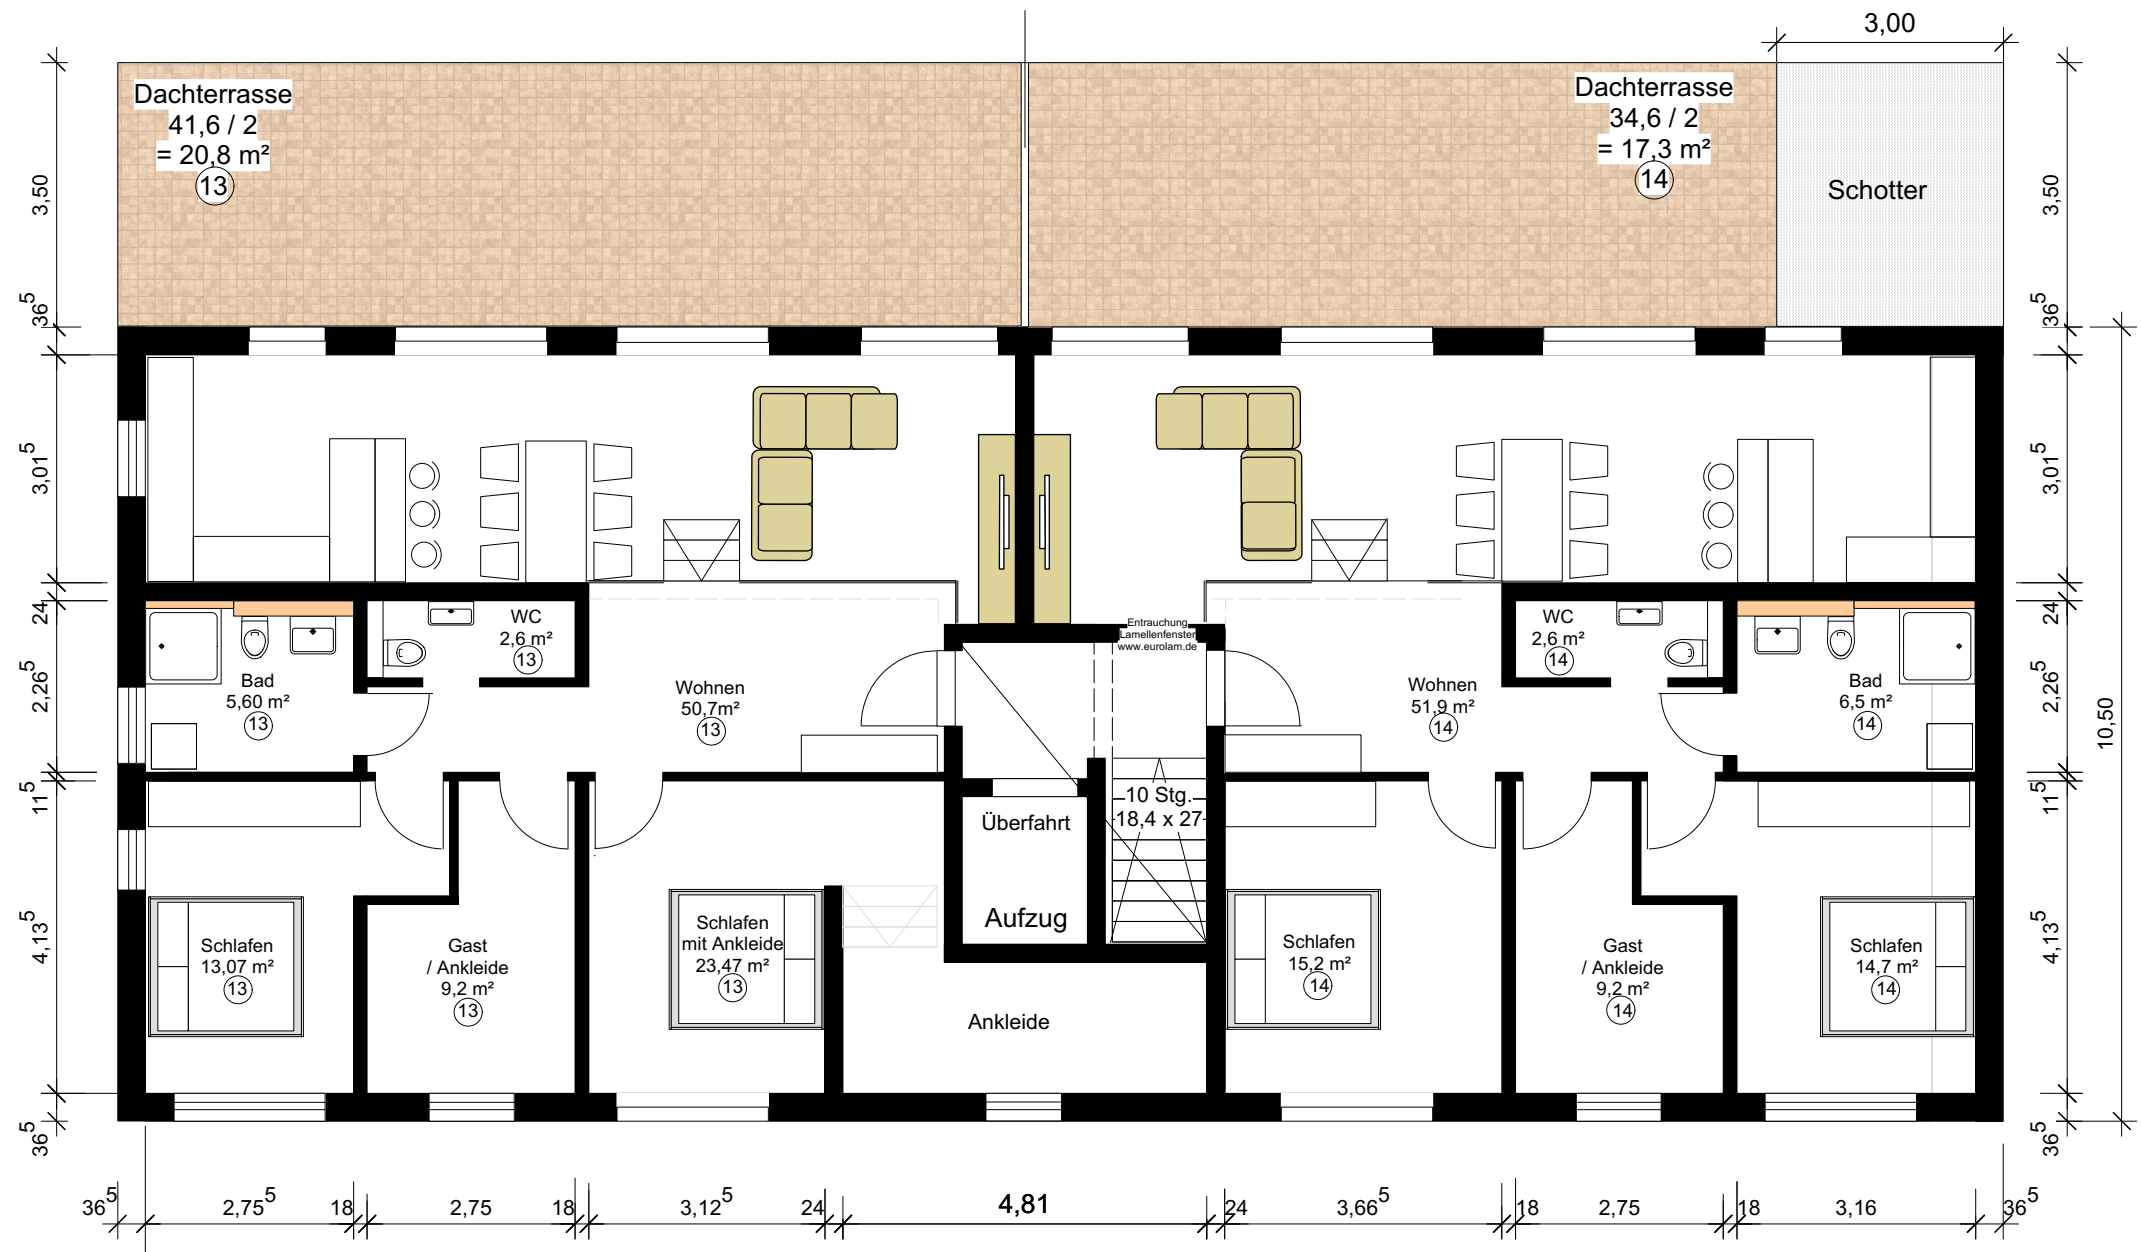 3,00
Dachterrasse
41,6 / 2
= 20,8 m²
13
Dachterrasse
34,6 / 2
= 17,3 m²
14
Schotter
3,50
3,50
36⁵
36⁵
3,01⁵
3,01⁵
24
24
2,26⁵
2,26⁵
10,50
11⁵
11⁵
4,13⁵
4,13⁵
36⁵
36⁵
WC
2,6 m²
13
Bad
5,60 m²
13
Wohnen
50,7m²
13
Entrauchung
Lamellenfenster
www.eurolam.de
Wohnen
51,9 m²
14
WC
2,6 m²
14
Bad
6,5 m²
14
10 Stg.
18,4 x 27
Überfahrt
Aufzug
Schlafen
13,07 m²
13
Gast
/ Ankleide
9,2 m²
13
Schlafen
mit Ankleide
23,47 m²
13
Ankleide
Schlafen
15,2 m²
14
Gast
/ Ankleide
9,2 m²
14
Schlafen
14,7 m²
14
36⁵ 2,75⁵ 18 2,75 18 3,12⁵ 24 4,81 24 3,66⁵ 18 2,75 18 3,16 36⁵